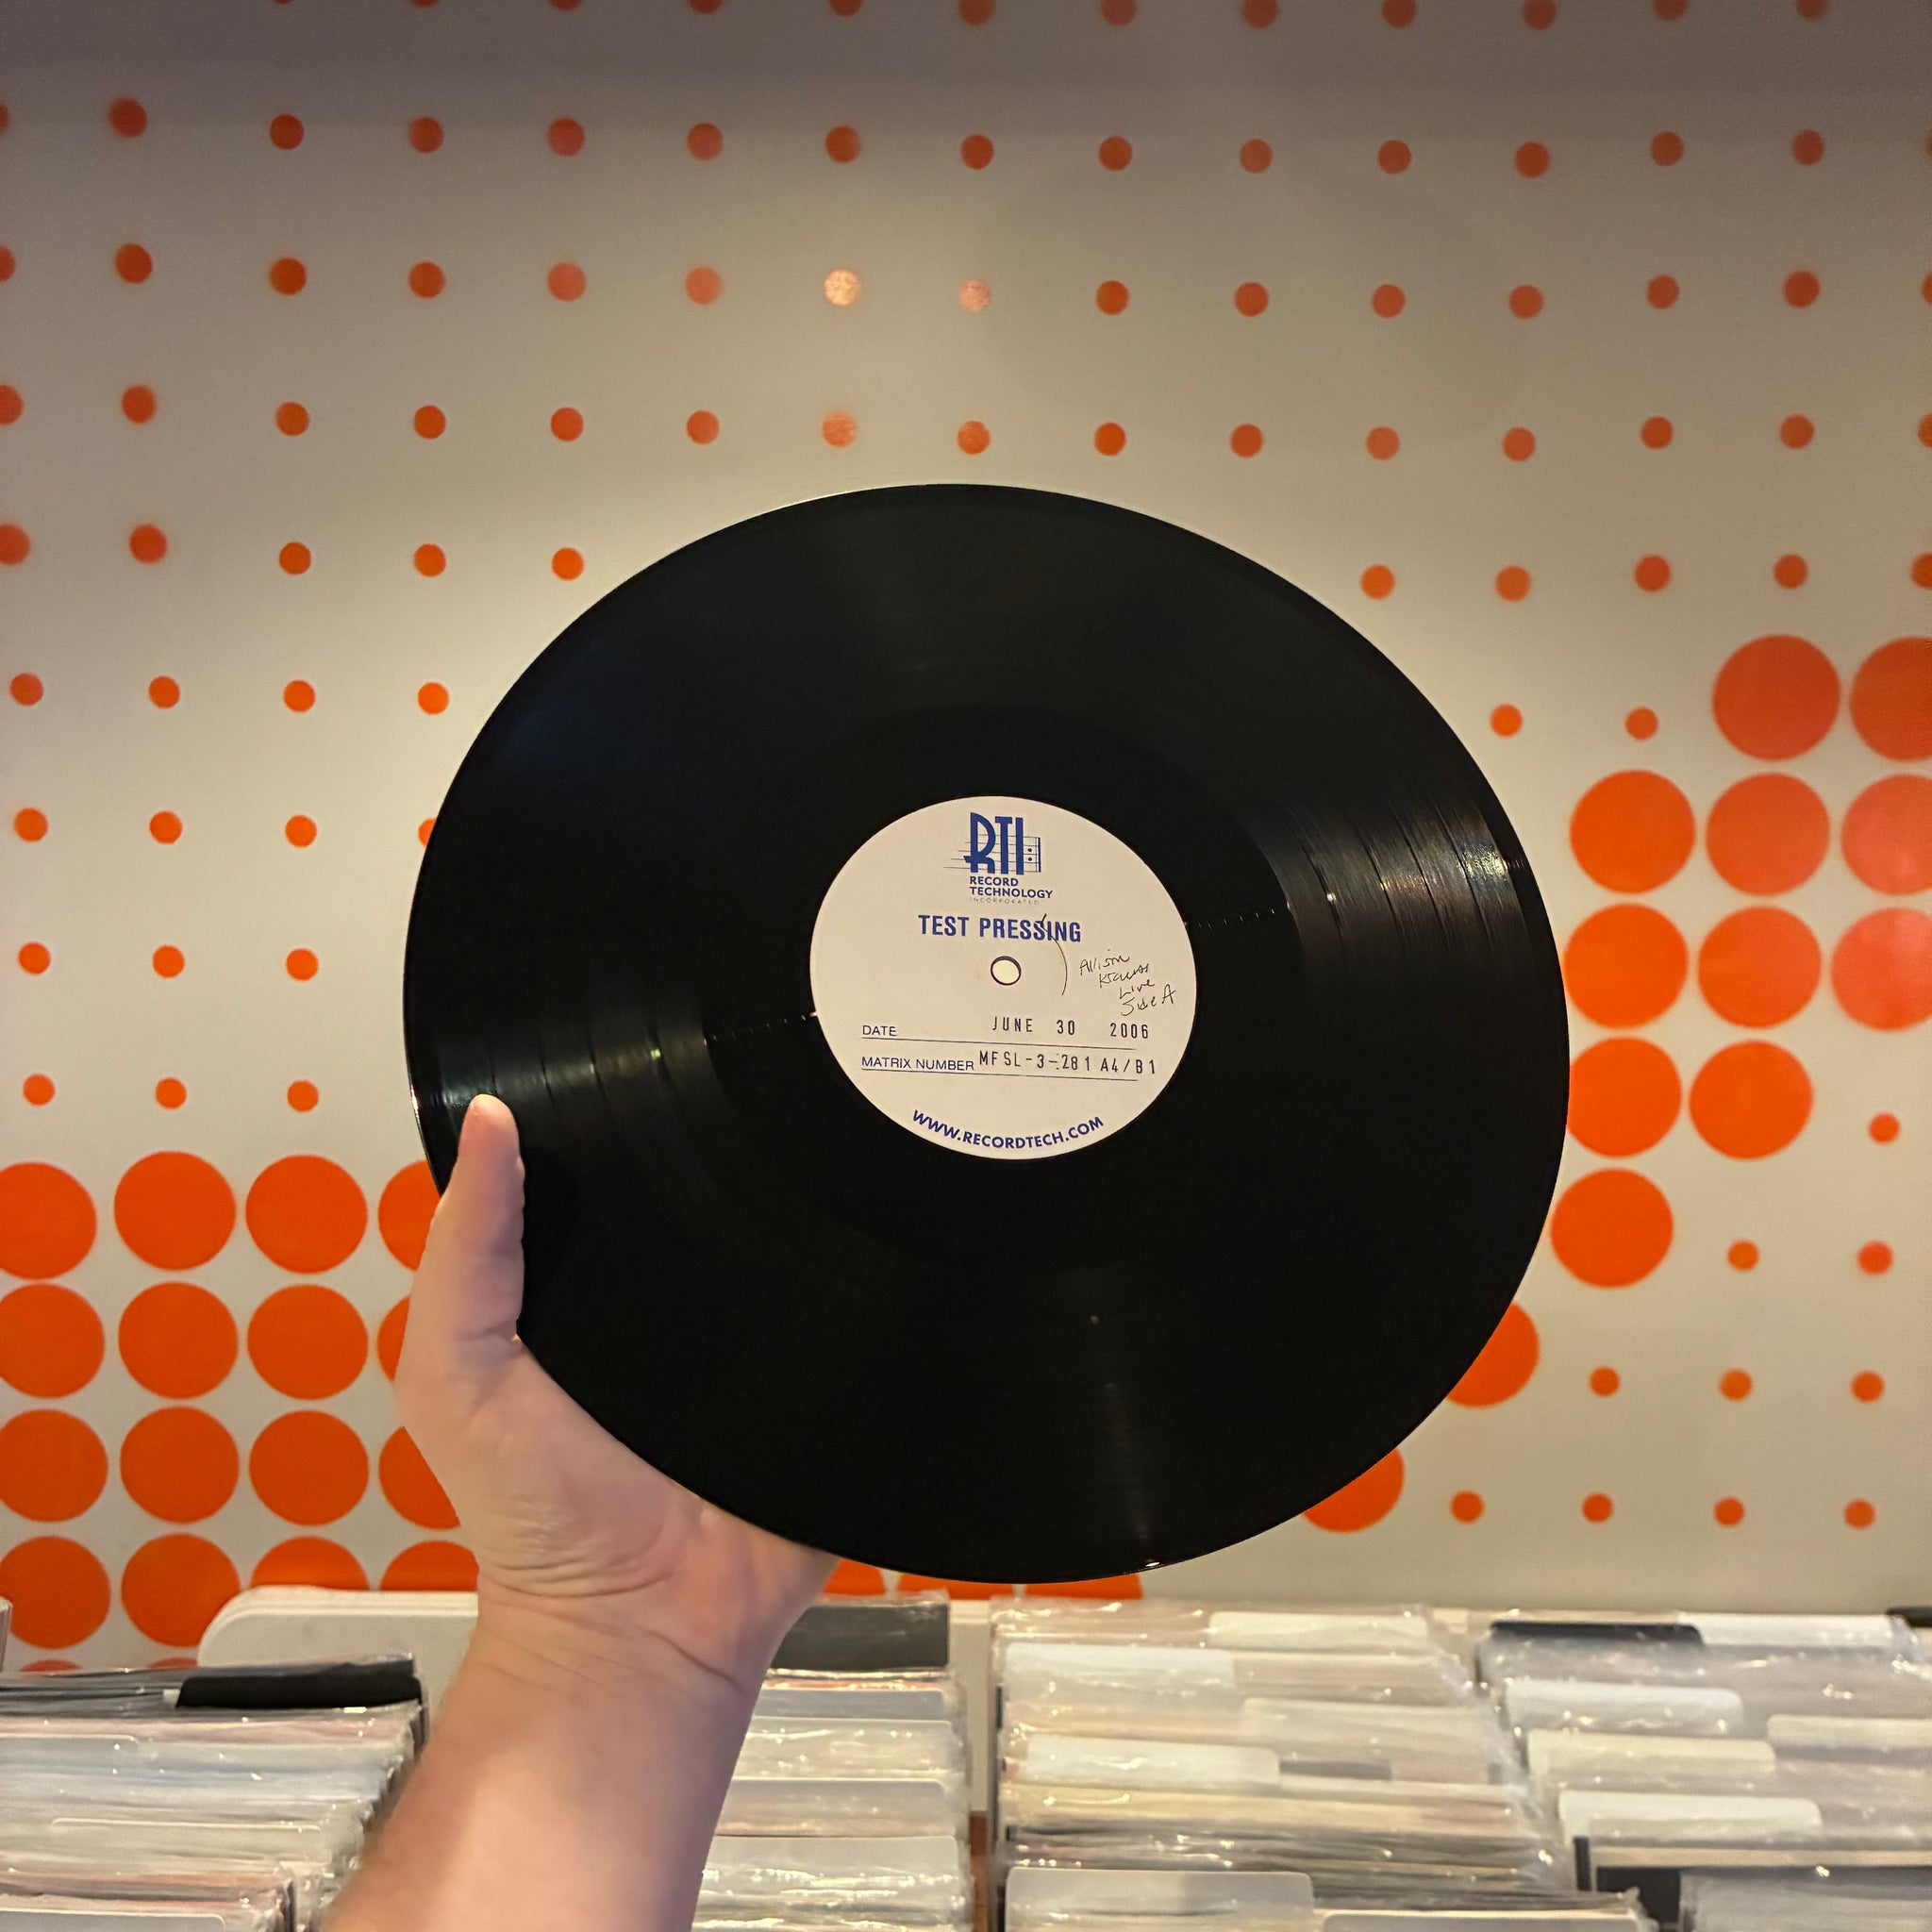 RTI
RECORD
TECHNOLOGY
INCORPORATED
TEST PRESSING
Allison
Krauss
Live
Side A
DATE JUNE 30 2006
MATRIX NUMBER MFSL-3-281 A4/B1
WWW.RECORDTECH.COM